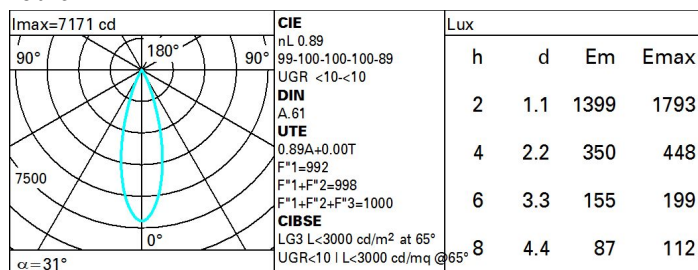 Imax=7171 cd
90° 180° 90°
7500
0°
α=31°
CIE
nL 0.89
99-100-100-100-89
UGR <10-<10
DIN
A.61
UTE
0.89A+0.00T
F"1=992
F"1+F"2=998
F"1+F"2+F"3=1000
CIBSE
LG3 L<3000 cd/m² at 65°
UGR<10 | L<3000 cd/mq @65°
Lux
h d Em Emax
2 1.1 1399 1793
4 2.2 350 448
6 3.3 155 199
8 4.4 87 112